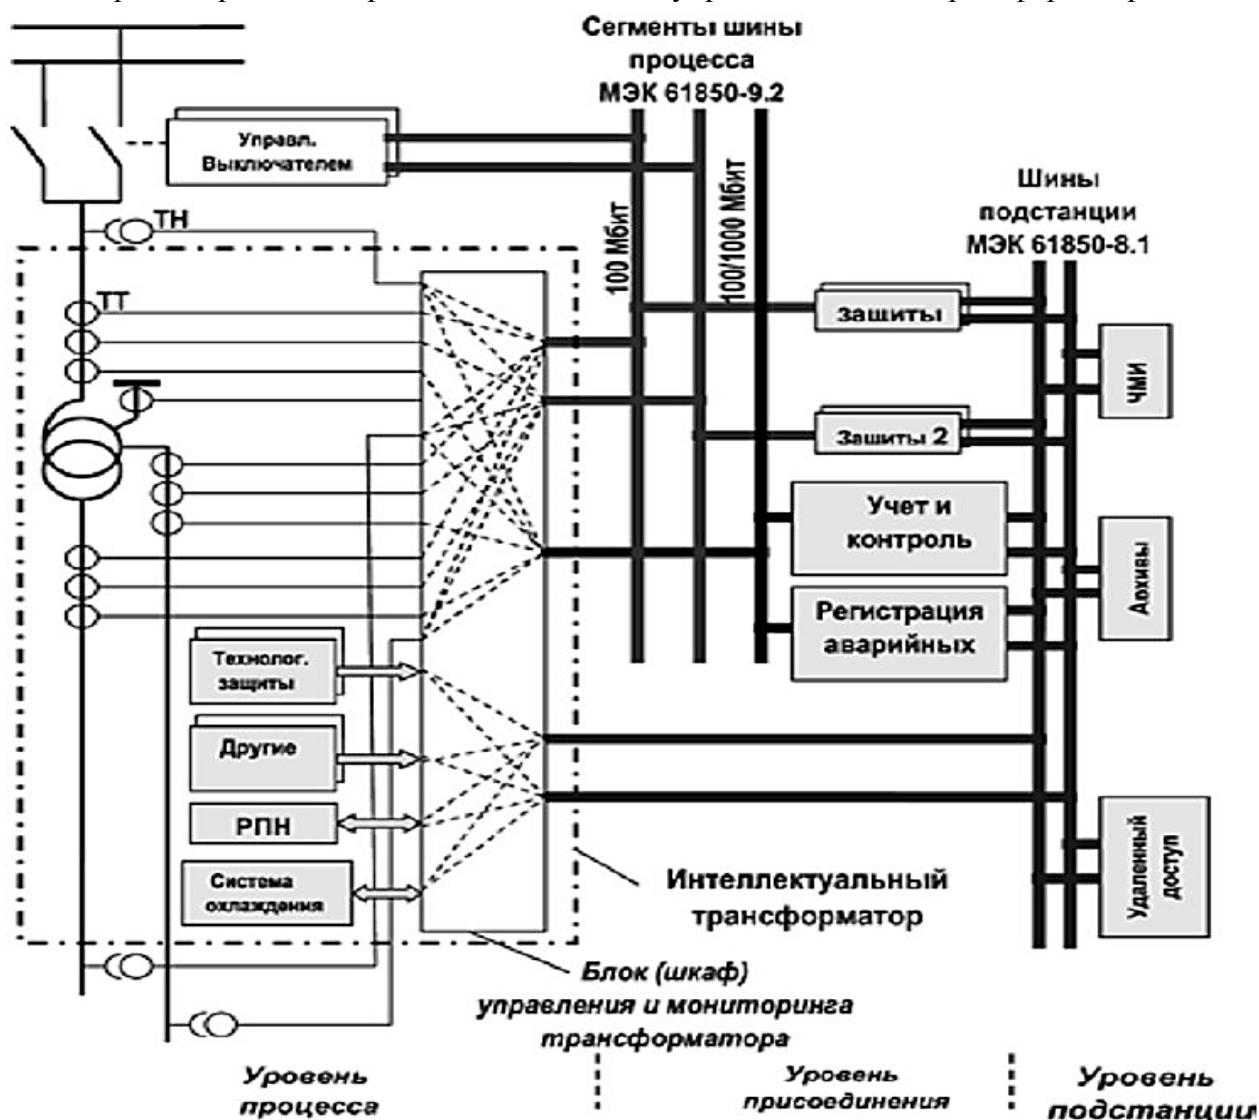 Сегменты шины
процесса
МЭК 61850-9.2
Управл.
Выключателем
100 Мбит
100/1000 Мбит
Шины
подстанции
МЭК 61850-8.1
ТН
ТТ
защиты
ЧМИ
Защиты 2
Учет и
контроль
Архивы
Регистрация
аварийных
Технолог.
защиты
Другие
РПН
Система
охлаждения
Интеллектуальный
трансформатор
Удаленный
доступ
Блок (шкаф)
управления и мониторинга
трансформатора
Уровень
процесса
Уровень
присоединения
Уровень
подстанции